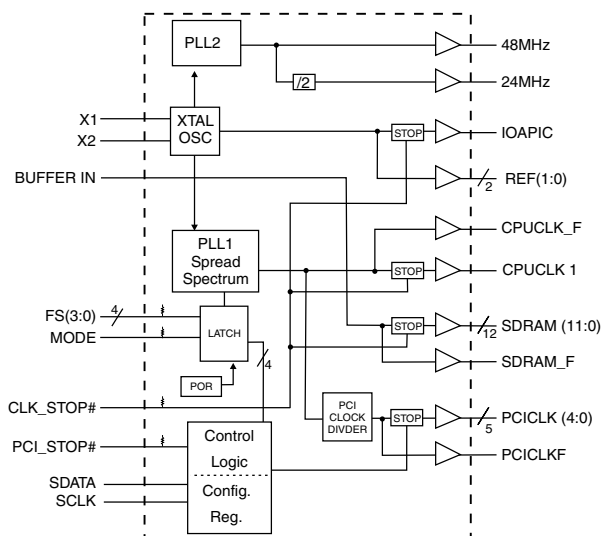 PLL2
48MHz
/2
24MHz
X1
X2
XTAL
OSC
STOP
IOAPIC
BUFFER IN
2
REF(1:0)
PLL1
Spread
Spectrum
CPUCLK_F
STOP
CPUCLK 1
FS(3:0)
4
MODE
LATCH
STOP
12
SDRAM (11:0)
4
SDRAM_F
POR
CLK_STOP#
PCI
CLOCK
DIVDER
STOP
5
PCICLK (4:0)
PCI_STOP#
Control
Logic
PCICLKF
SDATA
SCLK
Config.
Reg.